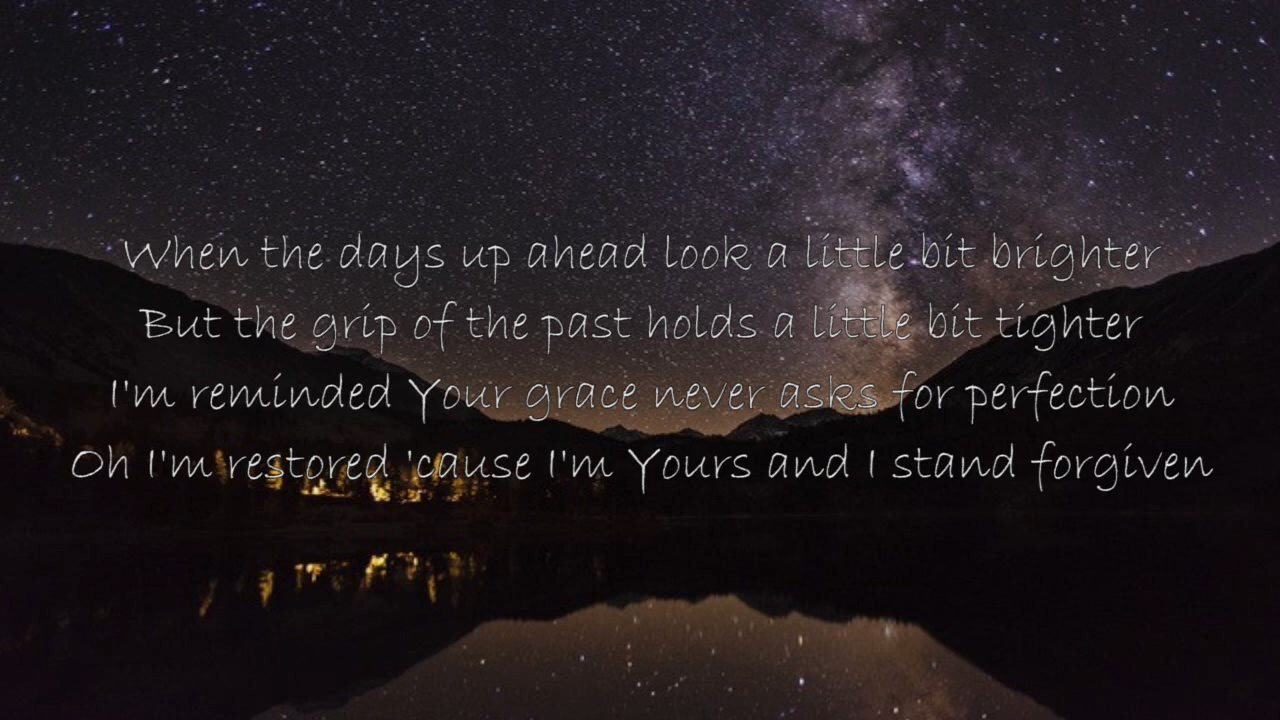 When the days up ahead look a little bit brighter
But the grip of the past holds a little bit tighter
I'm reminded Your grace never asks for perfection
Oh I'm restored 'cause I'm Yours and I stand forgiven